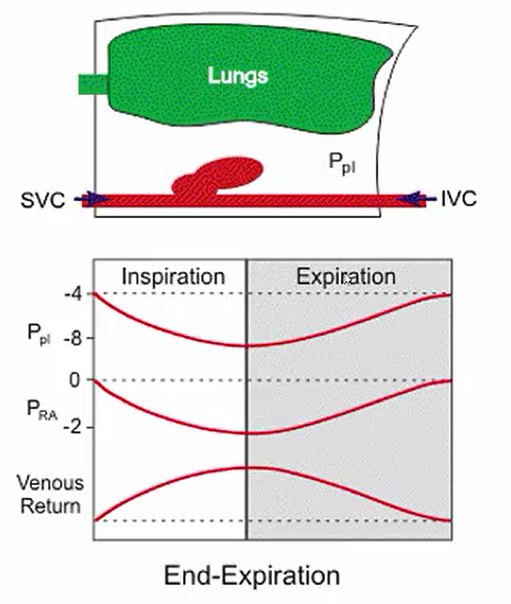 Lungs
Ppl
SVC
IVC
Inspiration Expiration
-4
Ppl
-8
0
PRA
-2
Venous
Return
End-Expiration